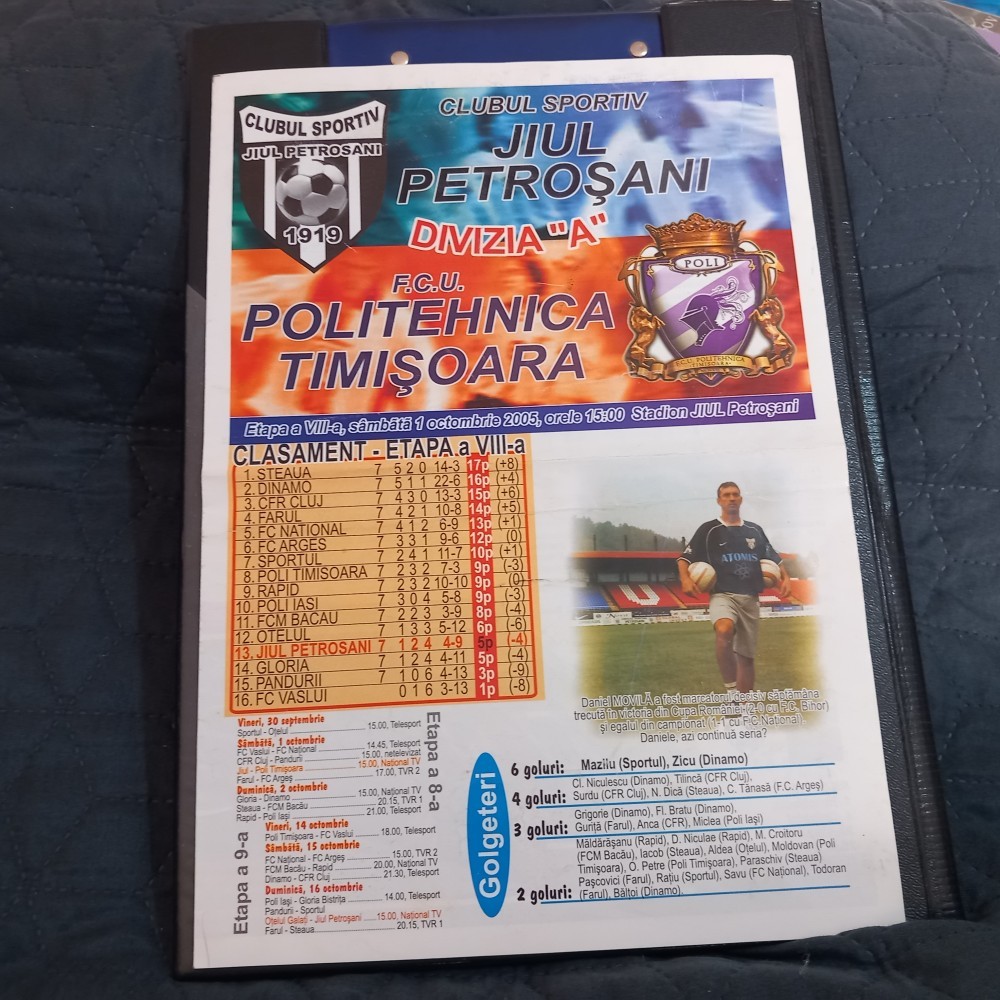 CLUBUL SPORTIV
JIUL PETROSANI
1919
CLUBUL SPORTIV
JIUL
PETROŞANI
DIVIZIA "A"
F.C.U.
POLITEHNICA
TIMIŞOARA
POLI
F.C.U. POLITEHNICA
TIMISOARA
Etapa a VIII-a, sâmbătă 1 octombrie 2005, orele 15:00 Stadion JIUL Petroşani
CLASAMENT - ETAPA a VIII-a
1. STEAUA 7 5 2 0 14-3 17p (+8)
2. DINAMO 7 5 1 1 22-6 16p (+4)
3. CFR CLUJ 7 4 3 0 13-3 15p (+6)
4. FARUL 7 4 2 1 10-8 14p (+5)
5. FC NATIONAL 7 4 1 2 6-9 13p (+1)
6. FC ARGES 7 3 3 1 9-6 12p (0)
7. SPORTUL 7 2 4 1 11-7 10p (+1)
8. POLI TIMISOARA 7 2 3 2 7-3 9p (-3)
9. RAPID 7 2 3 2 10-10 9p (0)
10. POLI IASI 7 3 0 4 5-8 9p (-3)
11. FCM BACAU 7 2 2 3 3-9 8p (-4)
12. OTELUL 7 1 3 3 5-12 6p (-6)
13. JIUL PETROSANI 7 1 2 4 4-9 5p (-4)
14. GLORIA 7 1 2 4 4-11 5p (-4)
15. PANDURII 7 1 0 6 4-13 3p (-9)
16. FC VASLUI 0 1 6 3-13 1p (-8)
ATOMIS
Daniel MOVILĂ a fost marcatorul decisiv săptămâna
trecută în victoria din Cupa României (2-0 cu F.C. Bihor)
şi egalul din campionat (1-1 cu F.C. Naţional).
Daniele, azi continuă seria?
Etapa a 8-a
Vineri, 30 septembrie
Sportul - Oţelul 15.00, Telesport
Sâmbătă, 1 octombrie
FC Vaslui - FC Naţional 14.45, Telesport
CFR Cluj - Pandurii 15.00, netelevizat
Jiul - Poli Timişoara 15.00, National TV
Farul - FC Argeş 17.00, TVR 2
Duminică, 2 octombrie
Gloria - Dinamo 15.00, National TV
Steaua - FCM Bacău 20.15, TVR 1
Rapid - Poli Iaşi 21.00, Telesport
Etapa a 9-a
Vineri, 14 octombrie
Poli Timişoara - FC Vaslui 18.00, Telesport
Sâmbătă, 15 octombrie
FC Naţional - FC Argeş 15.00, TVR 2
FCM Bacău - Rapid 20.00, National TV
Dinamo - CFR Cluj 21.30, Telesport
Duminică, 16 octombrie
Poli Iaşi - Gloria Bistriţa 14.00, Telesport
Pandurii - Sportul
Oţelul Galaţi - Jiul Petroşani 15.00, National TV
Farul - Steaua 20.15, TVR 1
Golgeteri
6 goluri: Mazilu (Sportul), Zicu (Dinamo)
Cl. Niculescu (Dinamo), Tilincă (CFR Cluj),
4 goluri: Surdu (CFR Cluj), N. Dică (Steaua), C. Tănasă (F.C. Argeş)
Grigorie (Dinamo), Fl. Bratu (Dinamo),
3 goluri: Guriţă (Farul), Anca (CFR), Miclea (Poli Iaşi)
Măldărăşanu (Rapid), D. Niculae (Rapid), M. Croitoru
(FCM Bacău), Iacob (Steaua), Aldea (Oţelul), Moldovan (Poli
Timişoara), O. Petre (Poli Timişoara), Paraschiv (Steaua)
Paşcovici (Farul), Raţiu (Sportul), Savu (FC Naţional), Todoran
2 goluri: (Farul), Bălţoi (Dinamo).